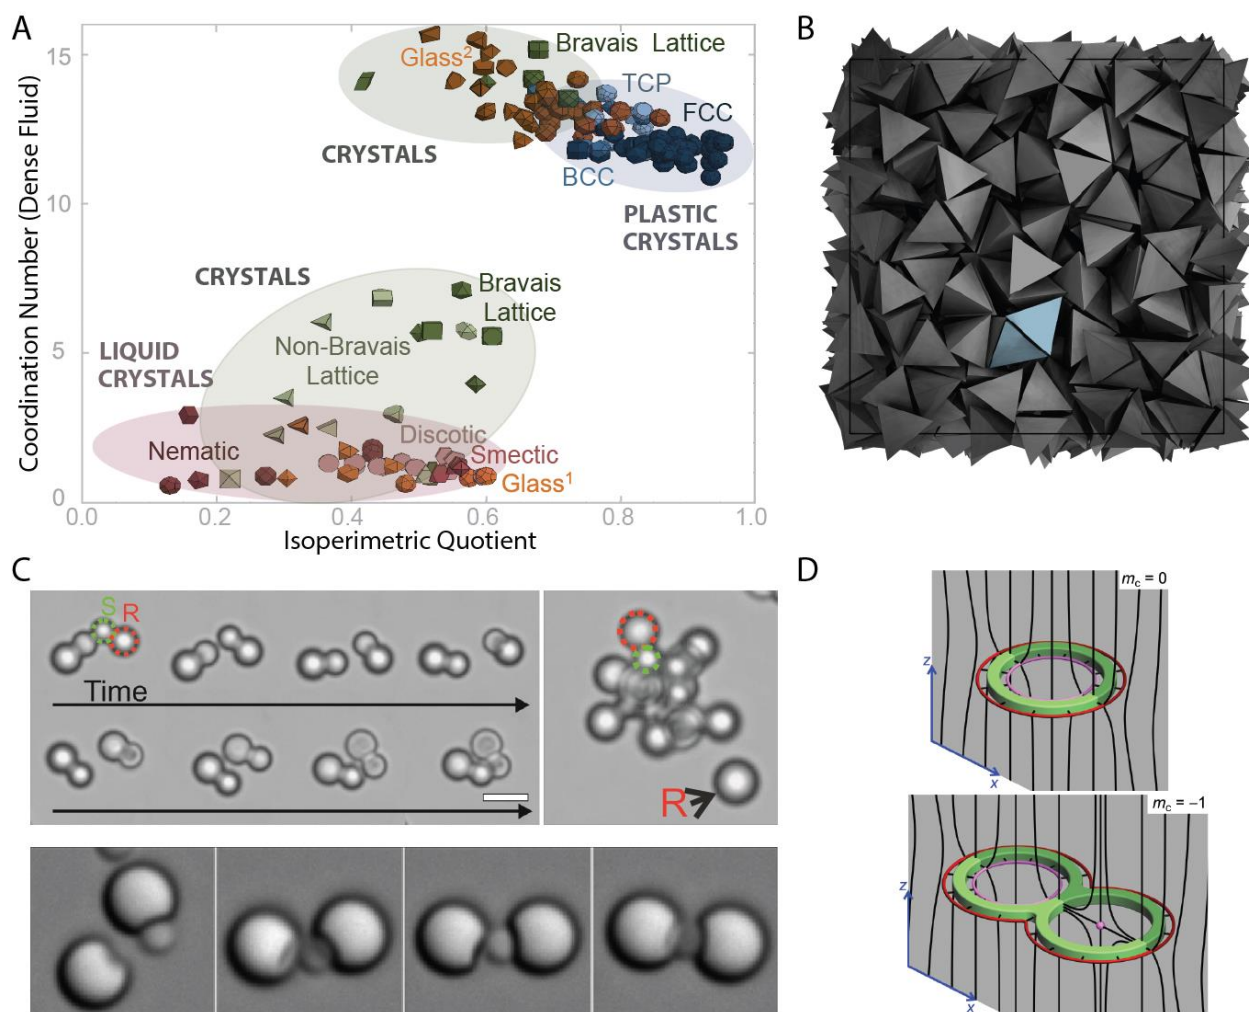 A
Coordination Number (Dense Fluid)
15
10
5
0
0.0
0.2
0.4
0.6
0.8
1.0
Isoperimetric Quotient
Glass²
Bravais Lattice
TCP
FCC
CRYSTALS
BCC
PLASTIC
CRYSTALS
CRYSTALS
Bravais
Lattice
Non-Bravais
Lattice
LIQUID
CRYSTALS
Nematic
Discotic
Smectic
Glass¹
B
C
S
R
Time
R
D
mc = 0
z
x
mc = −1
z
x